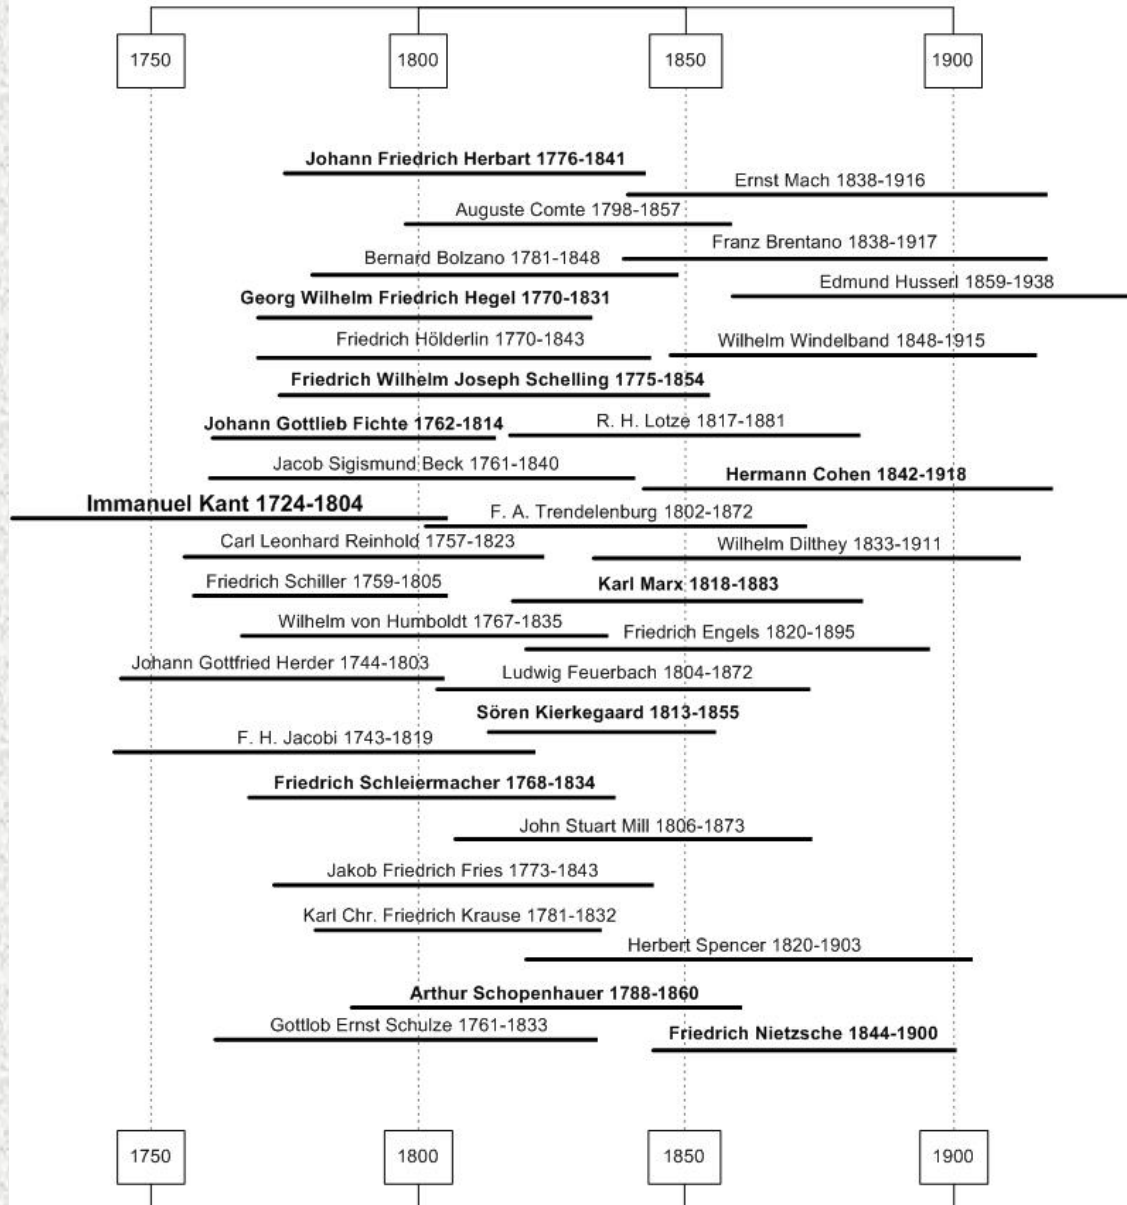 1750 1800 1850 1900
Johann Friedrich Herbart 1776-1841
Ernst Mach 1838-1916
Auguste Comte 1798-1857
Franz Brentano 1838-1917
Bernard Bolzano 1781-1848
Edmund Husserl 1859-1938
Georg Wilhelm Friedrich Hegel 1770-1831
Friedrich Hölderlin 1770-1843
Wilhelm Windelband 1848-1915
Friedrich Wilhelm Joseph Schelling 1775-1854
Johann Gottlieb Fichte 1762-1814
R. H. Lotze 1817-1881
Jacob Sigismund Beck 1761-1840
Hermann Cohen 1842-1918
Immanuel Kant 1724-1804
F. A. Trendelenburg 1802-1872
Carl Leonhard Reinhold 1757-1823
Wilhelm Dilthey 1833-1911
Friedrich Schiller 1759-1805
Karl Marx 1818-1883
Wilhelm von Humboldt 1767-1835
Friedrich Engels 1820-1895
Johann Gottfried Herder 1744-1803
Ludwig Feuerbach 1804-1872
Sören Kierkegaard 1813-1855
F. H. Jacobi 1743-1819
Friedrich Schleiermacher 1768-1834
John Stuart Mill 1806-1873
Jakob Friedrich Fries 1773-1843
Karl Chr. Friedrich Krause 1781-1832
Herbert Spencer 1820-1903
Arthur Schopenhauer 1788-1860
Gottlob Ernst Schulze 1761-1833
Friedrich Nietzsche 1844-1900
1750 1800 1850 1900